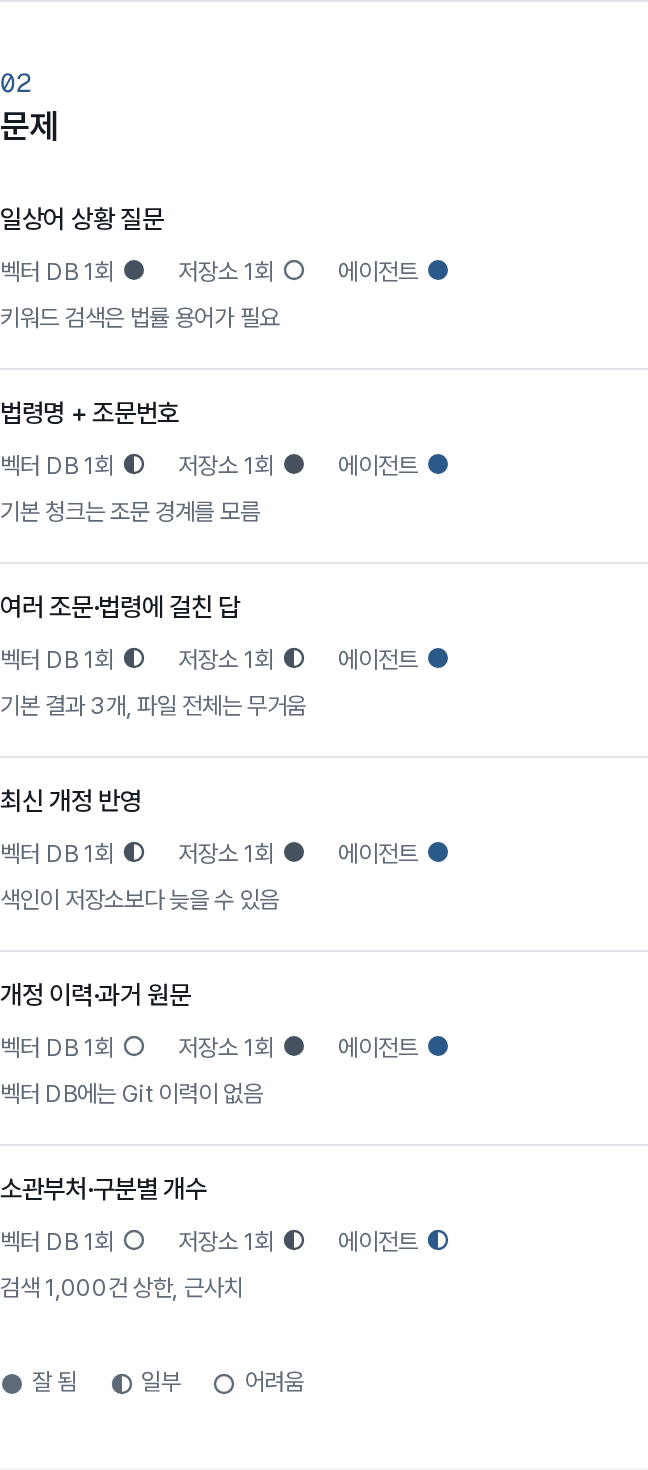 02
문제
일상어 상황 질문
벡터 DB 1회 저장소 1회 에이전트
키워드 검색은 법률 용어가 필요
법령명 + 조문번호
벡터 DB 1회 저장소 1회 에이전트
기본 청크는 조문 경계를 모름
여러 조문·법령에 걸친 답
벡터 DB 1회 저장소 1회 에이전트
기본 결과 3개, 파일 전체는 무거움
최신 개정 반영
벡터 DB 1회 저장소 1회 에이전트
색인이 저장소보다 늦을 수 있음
개정 이력·과거 원문
벡터 DB 1회 저장소 1회 에이전트
벡터 DB에는 Git 이력이 없음
소관부처·구분별 개수
벡터 DB 1회 저장소 1회 에이전트
검색 1,000건 상한, 근사치
잘 됨 일부 어려움